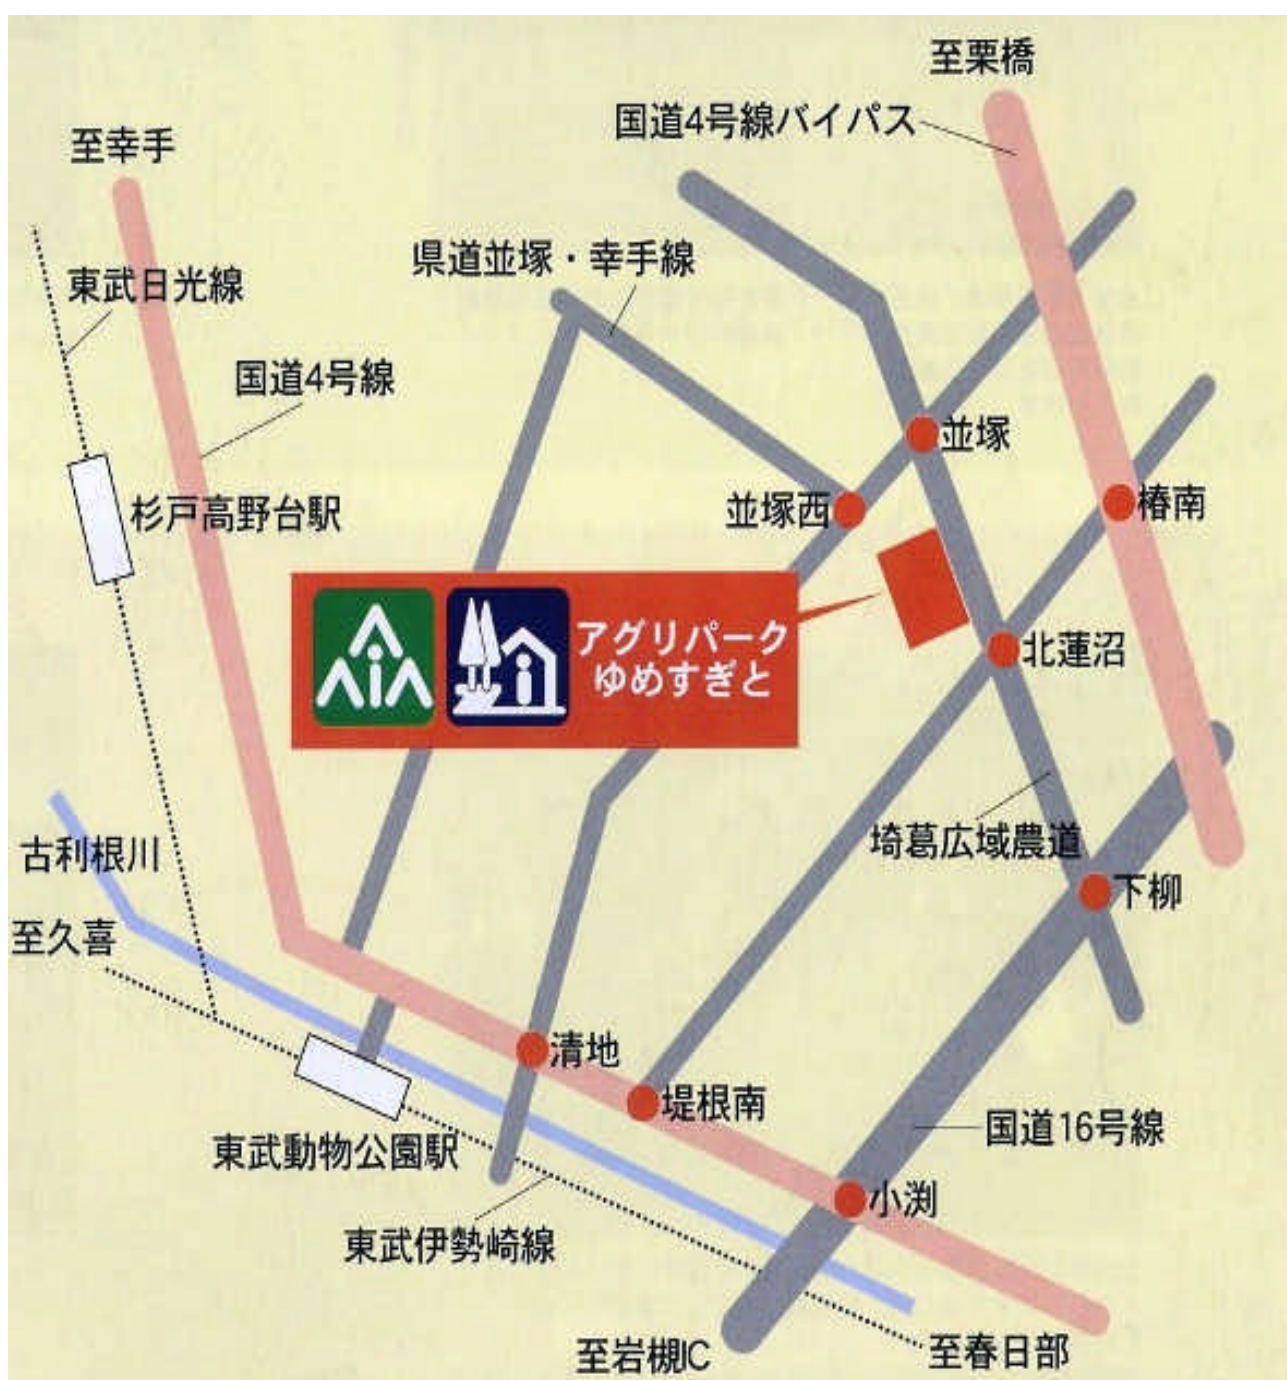 至栗橋
国道4号線バイパス
至幸手
県道並塚・幸手線
東武日光線
国道4号線
並塚
椿南
並塚西
杉戸高野台駅
アグリパーク
ゆめすぎと
北蓮沼
埼葛広域農道
古利根川
下柳
至久喜
清地
堤根南
国道16号線
東武動物公園駅
小渕
東武伊勢崎線
至春日部
至岩槻IC